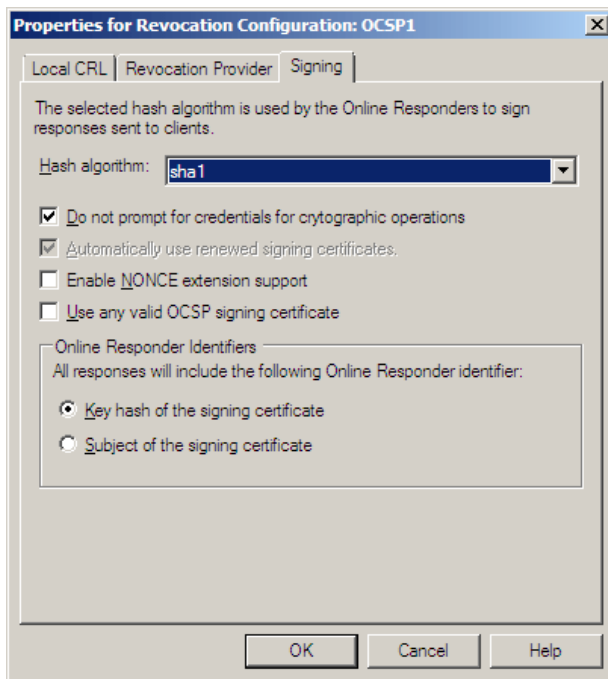 Properties for Revocation Configuration: OCSP1
Local CRL
Revocation Provider
Signing
The selected hash algorithm is used by the Online Responders to sign
responses sent to clients.
Hash algorithm:
sha1
Do not prompt for credentials for crytographic operations
Automatically use renewed signing certificates.
Enable NONCE extension support
Use any valid OCSP signing certificate
Online Responder Identifiers
All responses will include the following Online Responder identifier:
Key hash of the signing certificate
Subject of the signing certificate
OK
Cancel
Help